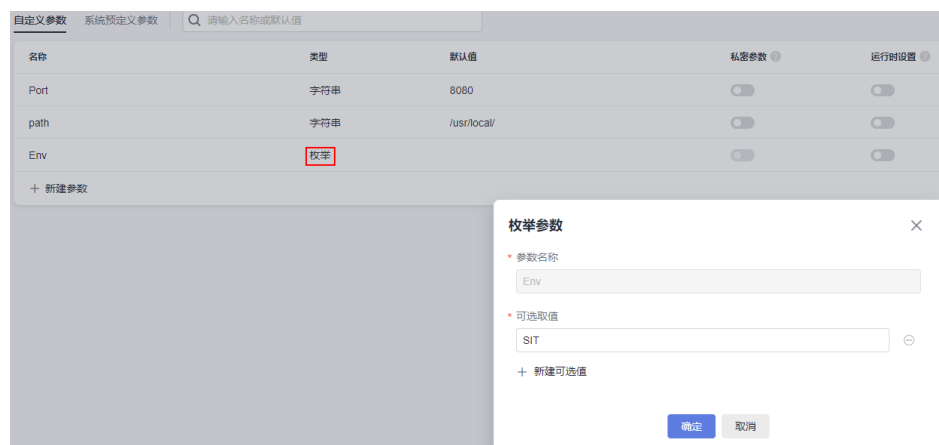 自定义参数 系统预定义参数 请输入名称或默认值
名称 类型 默认值 私密参数 运行时设置
Port 字符串 8080
path 字符串 /usr/local/
Env 枚举
+ 新建参数
枚举参数
* 参数名称
Env
* 可选取值
SIT
+ 新建可选值
确定 取消